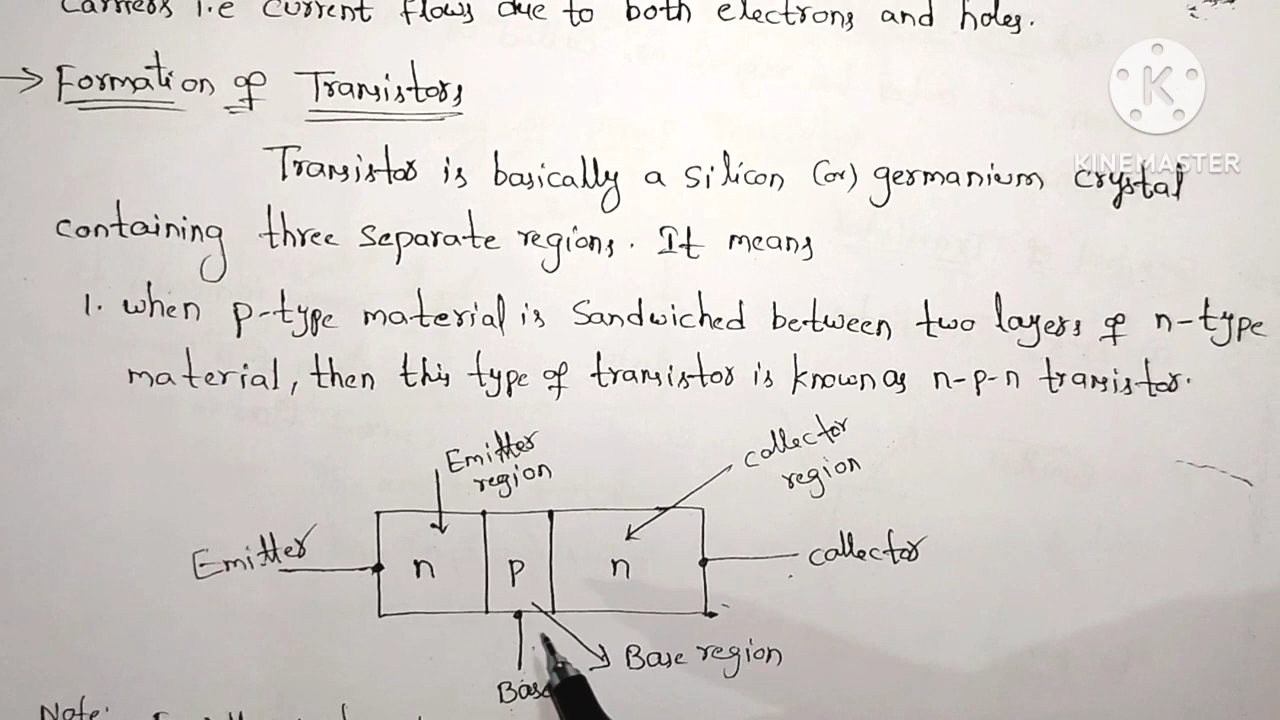 carriers i.e current flows due to both electrons and holes.
→ Formation of Transistors
K
KINEMASTER
Transistor is basically a silicon (or) germanium crystal
containing three separate regions. It means
1. when p-type material is sandwiched between two layers of n-type
material, then this type of transistor is known as n-p-n transistor.
Emitter
region
collector
region
Emitter
n
p
n
collector
Base region
Base
Note: